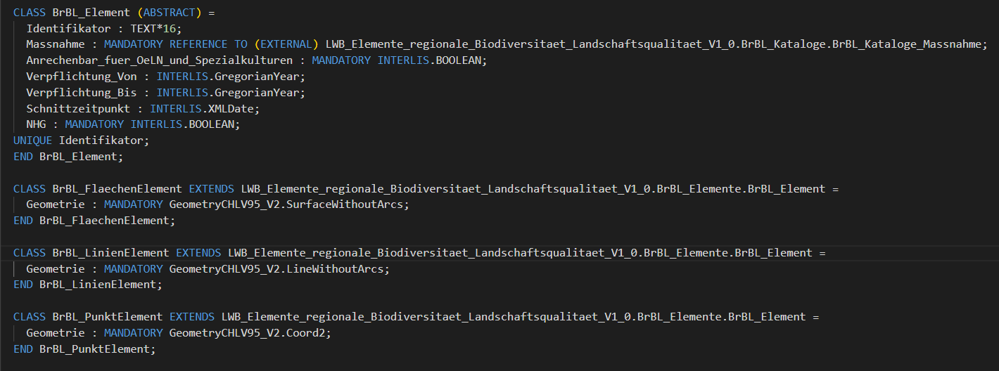 CLASS BrBL_Element (ABSTRACT) =
Identifikator : TEXT*16;
Massnahme : MANDATORY REFERENCE TO (EXTERNAL) LWB_Elemente_regionale_Biodiversitaet_Landschaftsqualitaet_V1_0.BrBL_Kataloge.BrBL_Kataloge_Massnahme;
Anrechenbar_fuer_OeLN_und_Spezialkulturen : MANDATORY INTERLIS.BOOLEAN;
Verpflichtung_Von : INTERLIS.GregorianYear;
Verpflichtung_Bis : INTERLIS.GregorianYear;
Schnittzeitpunkt : INTERLIS.XMLDate;
NHG : MANDATORY INTERLIS.BOOLEAN;
UNIQUE Identifikator;
END BrBL_Element;
CLASS BrBL_FlaechenElement EXTENDS LWB_Elemente_regionale_Biodiversitaet_Landschaftsqualitaet_V1_0.BrBL_Elemente.BrBL_Element =
Geometrie : MANDATORY GeometryCHLV95_V2.SurfaceWithoutArcs;
END BrBL_FlaechenElement;
CLASS BrBL_LinienElement EXTENDS LWB_Elemente_regionale_Biodiversitaet_Landschaftsqualitaet_V1_0.BrBL_Elemente.BrBL_Element =
Geometrie : MANDATORY GeometryCHLV95_V2.LineWithoutArcs;
END BrBL_LinienElement;
CLASS BrBL_PunktElement EXTENDS LWB_Elemente_regionale_Biodiversitaet_Landschaftsqualitaet_V1_0.BrBL_Elemente.BrBL_Element =
Geometrie : MANDATORY GeometryCHLV95_V2.Coord2;
END BrBL_PunktElement;